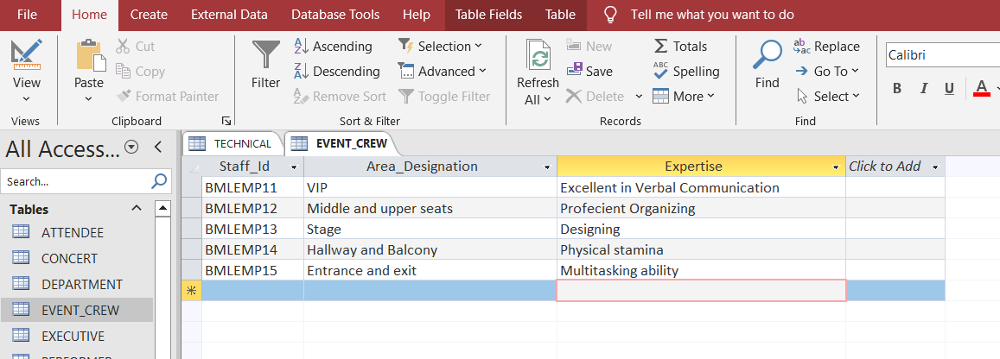 File Home Create External Data Database Tools Help Table Fields Table Tell me what you want to do
View
Paste
Cut
Copy
Format Painter
Filter
Ascending
Descending
Remove Sort
Selection
Advanced
Toggle Filter
Refresh
All
New
Save
Delete
Totals
Spelling
More
Find
Replace
Go To
Select
Calibri
B I U A
Views Clipboard Sort & Filter Records Find
All Access...
Search...
Tables
ATTENDEE
CONCERT
DEPARTMENT
EVENT_CREW
EXECUTIVE
PERFORMER
TECHNICAL EVENT_CREW
Staff_Id Area_Designation Expertise Click to Add
BMLEMP11 VIP Excellent in Verbal Communication
BMLEMP12 Middle and upper seats Profecient Organizing
BMLEMP13 Stage Designing
BMLEMP14 Hallway and Balcony Physical stamina
BMLEMP15 Entrance and exit Multitasking ability